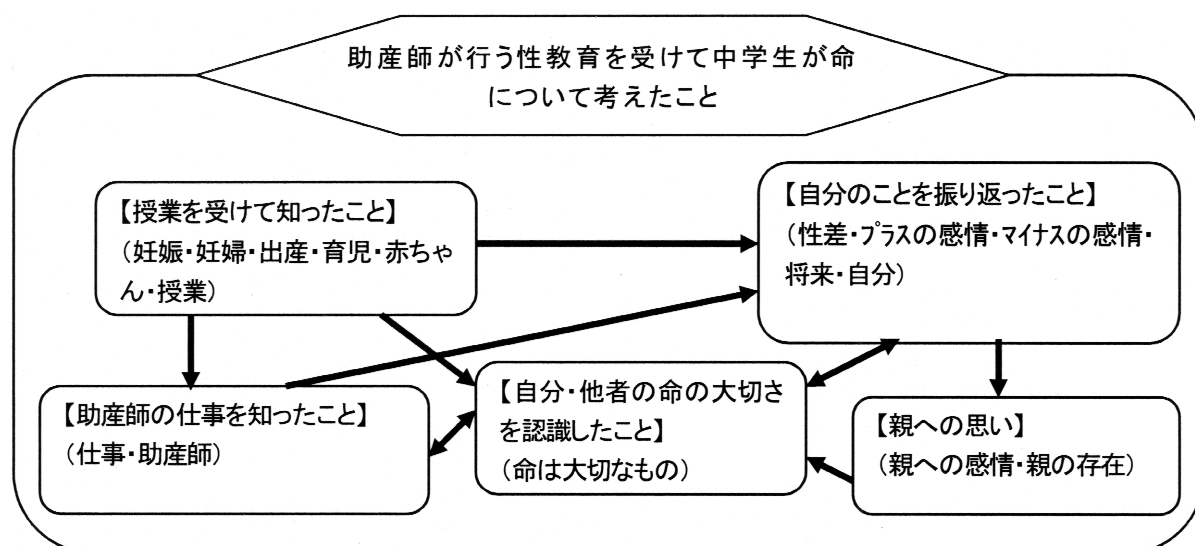 助産師が行う性教育を受けて中学生が命
について考えたこと
【授業を受けて知ったこと】
(妊娠・妊婦・出産・育児・赤ちゃ
ん・授業)
【自分のことを振り返ったこと】
(性差・プラスの感情・マイナスの感情・
将来・自分)
【助産師の仕事を知ったこと】
(仕事・助産師)
【自分・他者の命の大切さ
を認識したこと】
(命は大切なもの)
【親への思い】
(親への感情・親の存在)